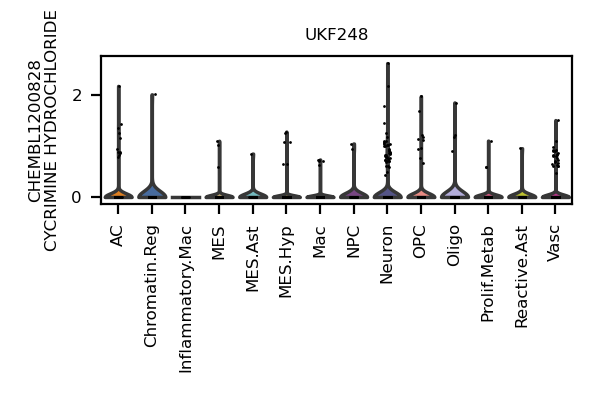 UKF248
CHEMBL1200828
CYCRIMINE HYDROCHLORIDE
2
0
AC
Chromatin.Reg
Inflammatory.Mac
MES
MES.Ast
MES.Hyp
Mac
NPC
Neuron
OPC
Oligo
Prolif.Metab
Reactive.Ast
Vasc